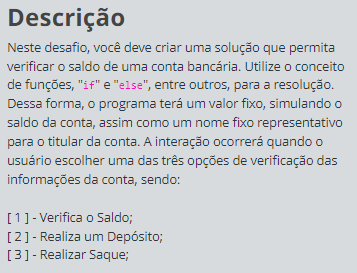 Descrição
Neste desafio, você deve criar uma solução que permita
verificar o saldo de uma conta bancária. Utilize o conceito
de funções, "if" e "else", entre outros, para a resolução.
Dessa forma, o programa terá um valor fixo, simulando o
saldo da conta, assim como um nome fixo representativo
para o titular da conta. A interação ocorrerá quando o
usuário escolher uma das três opções de verificação das
informações da conta, sendo:
[ 1 ] - Verifica o Saldo;
[ 2 ] - Realiza um Depósito;
[ 3 ] - Realizar Saque;